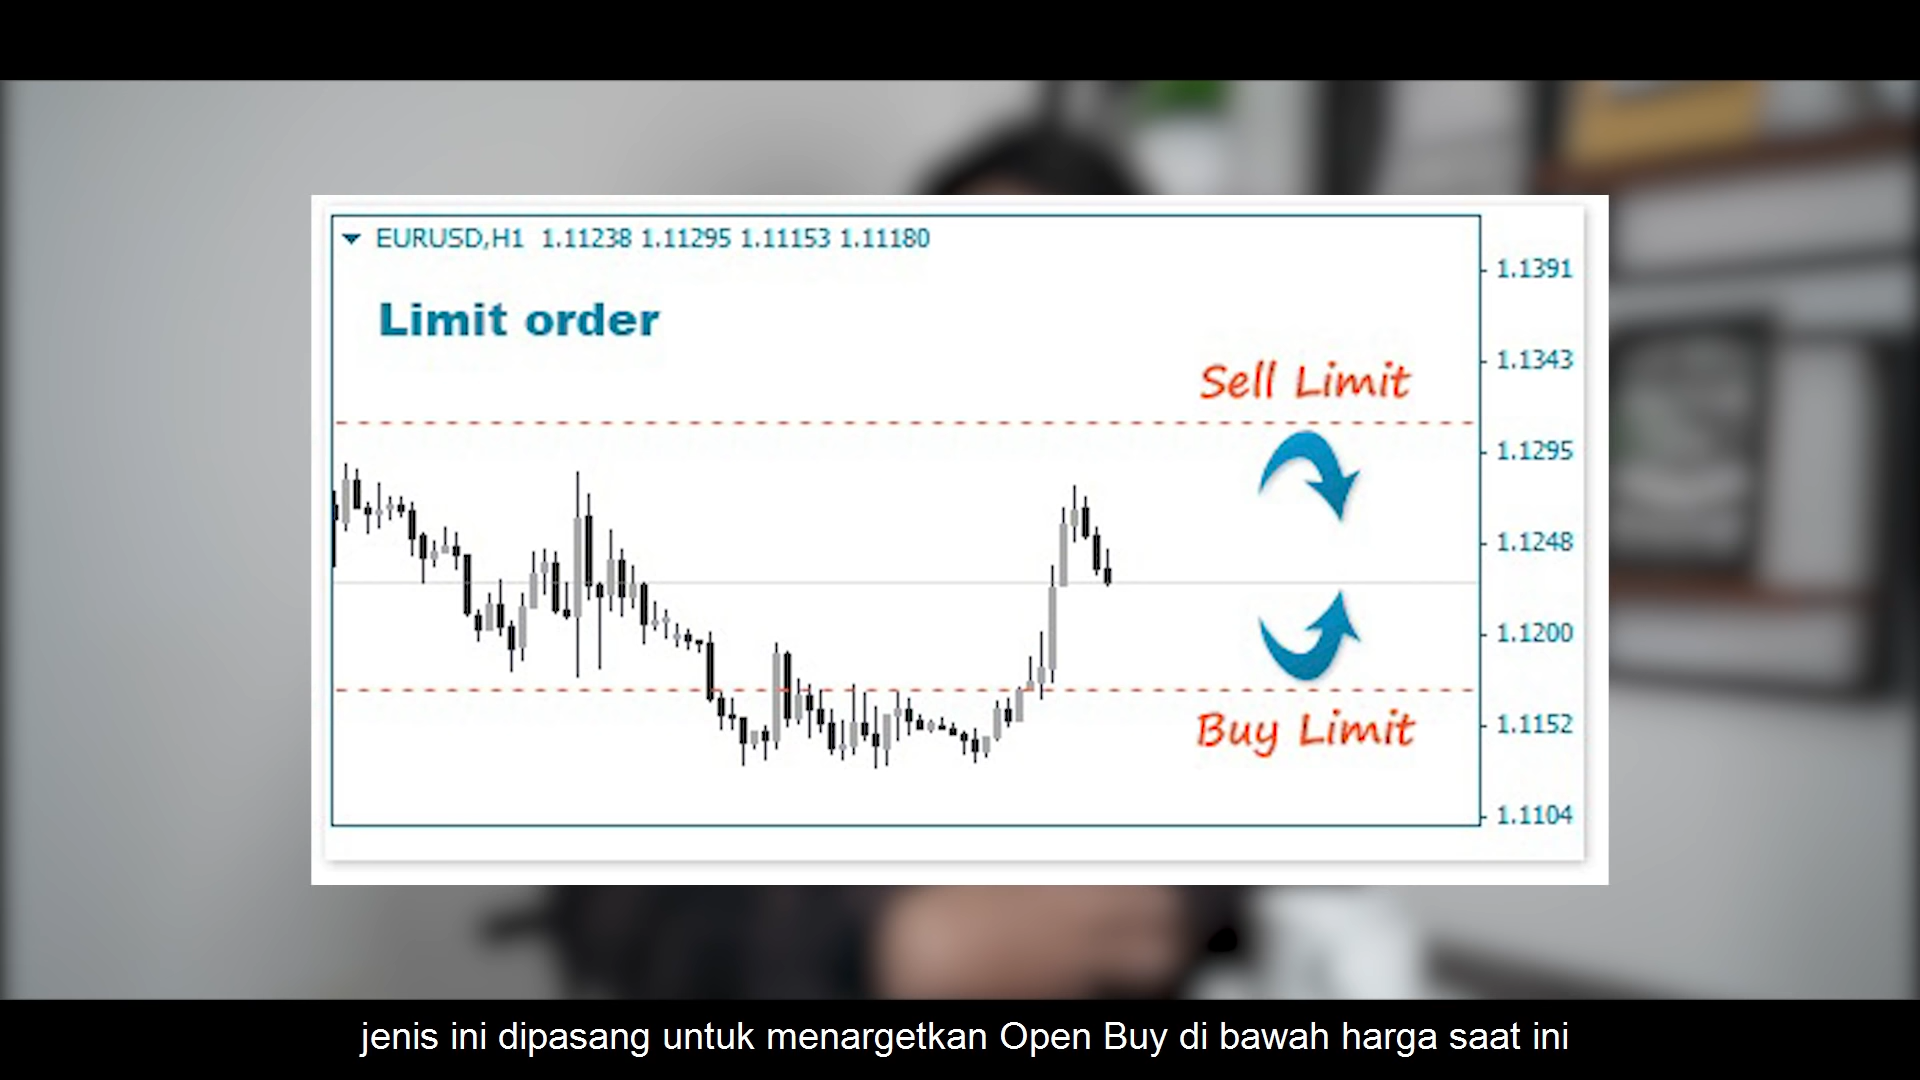 EURUSD,H1 1.11238 1.11295 1.11153 1.11180
Limit order
Sell Limit
Buy Limit
1.1391
1.1343
1.1295
1.1248
1.1200
1.1152
1.1104
jenis ini dipasang untuk menargetkan Open Buy di bawah harga saat ini